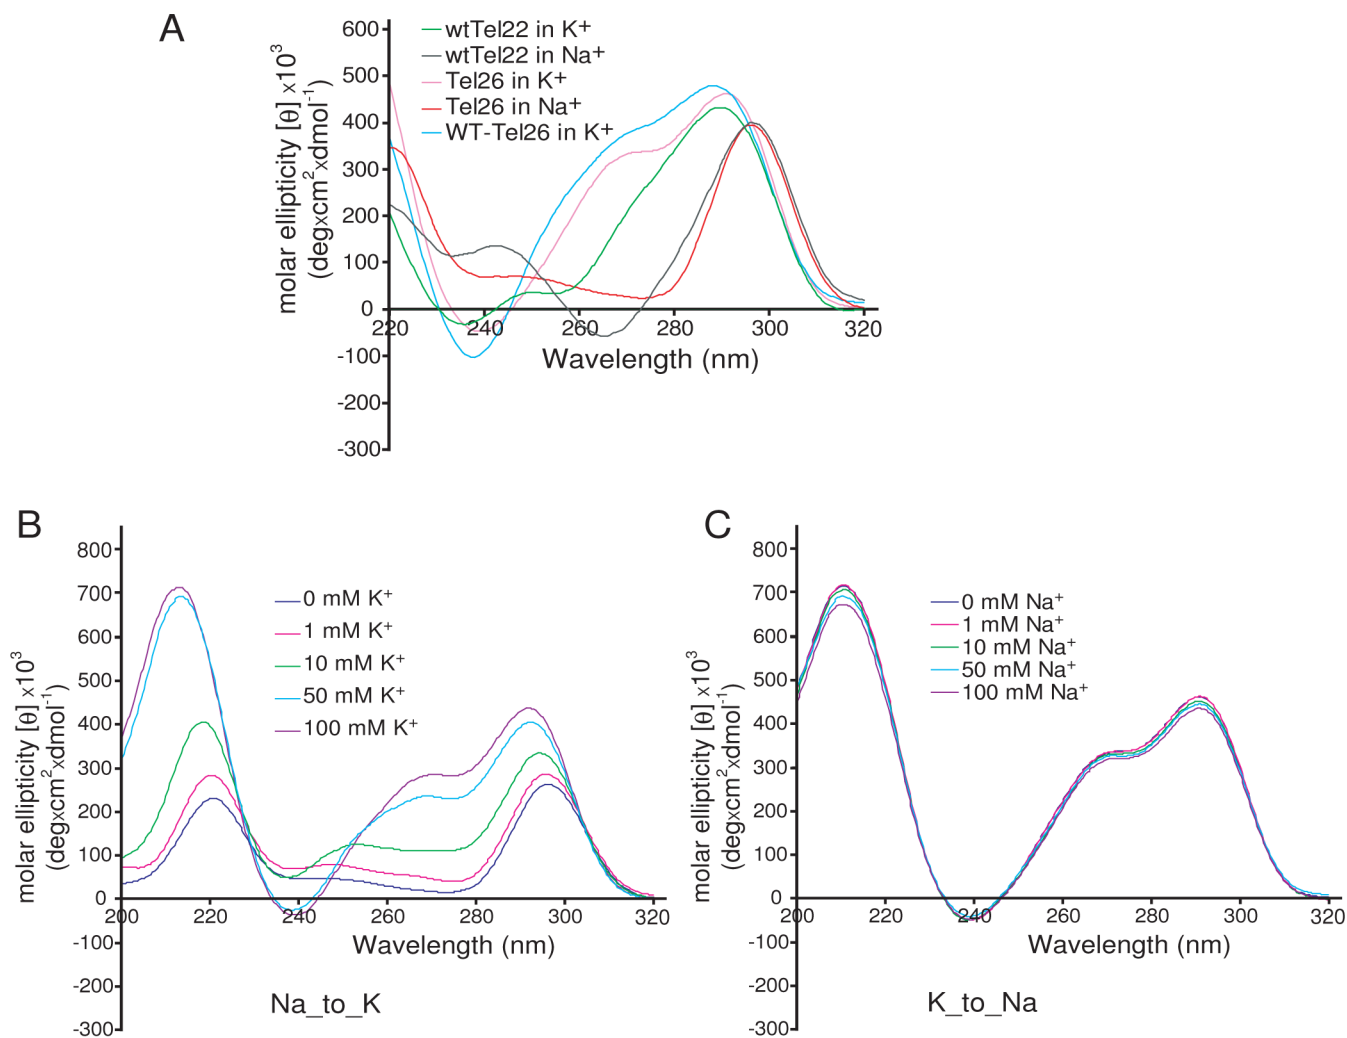 A
molar ellipticity [θ] x10³
(degxcm²xdmol⁻¹)
600
500
400
300
200
100
0
-100
-200
-300
wtTel22 in K⁺
wtTel22 in Na⁺
Tel26 in K⁺
Tel26 in Na⁺
WT-Tel26 in K⁺
220 240 260 280 300 320
Wavelength (nm)
B
molar ellipticity [θ] x10³
(degxcm²xdmol⁻¹)
800
700
600
500
400
300
200
100
0
-100
-200
-300
0 mM K⁺
1 mM K⁺
10 mM K⁺
50 mM K⁺
100 mM K⁺
200 220 240 260 280 300 320
Wavelength (nm)
Na_to_K
C
molar ellipticity [θ] x10³
(degxcm²xdmol⁻¹)
800
700
600
500
400
300
200
100
0
-100
-200
-300
0 mM Na⁺
1 mM Na⁺
10 mM Na⁺
50 mM Na⁺
100 mM Na⁺
200 220 240 260 280 300 320
Wavelength (nm)
K_to_Na